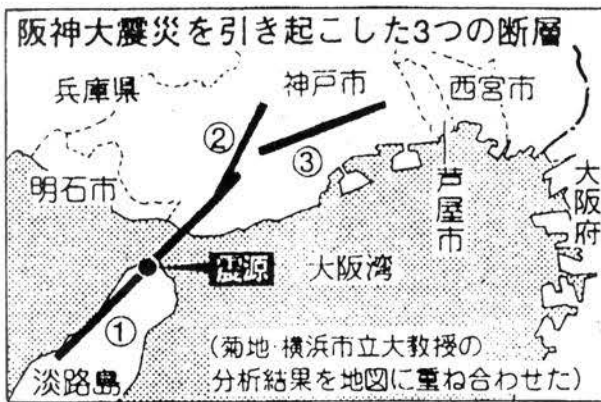 阪神大震災を引き起こした3つの断層
兵庫県
神戸市
西宮市
②
③
明石市
芦屋市
大阪府
震源
大阪湾
①
淡路島
(菊地・横浜市立大教授の
分析結果を地図に重ね合わせた)